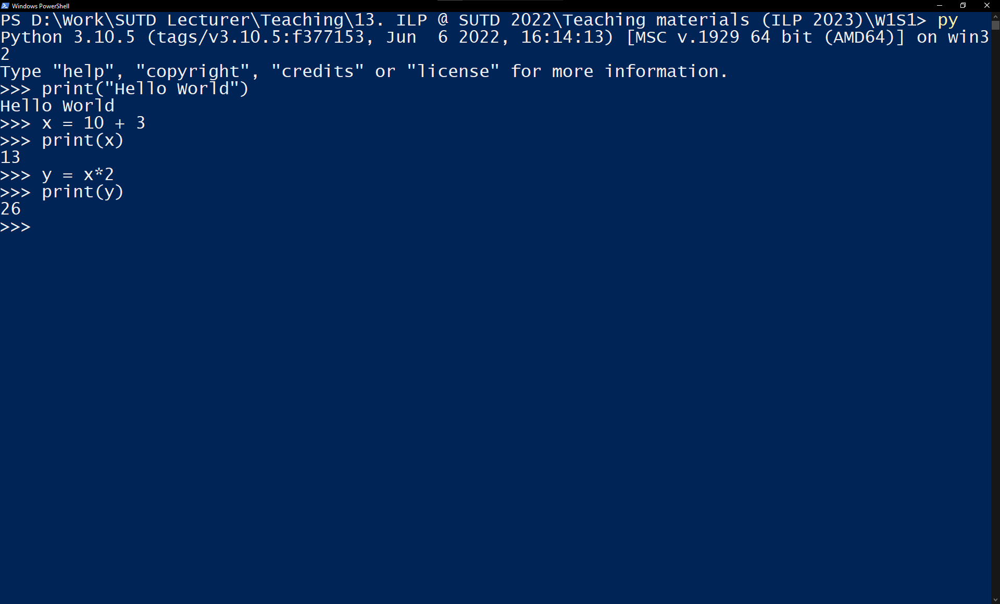 Windows PowerShell
PS D:\Work\SUTD Lecturer\Teaching\13. ILP @ SUTD 2022\Teaching materials (ILP 2023)\W1S1> py
Python 3.10.5 (tags/v3.10.5:f377153, Jun  6 2022, 16:14:13) [MSC v.1929 64 bit (AMD64)] on win3
2
Type "help", "copyright", "credits" or "license" for more information.
>>> print("Hello World")
Hello World
>>> x = 10 + 3
>>> print(x)
13
>>> y = x*2
>>> print(y)
26
>>>